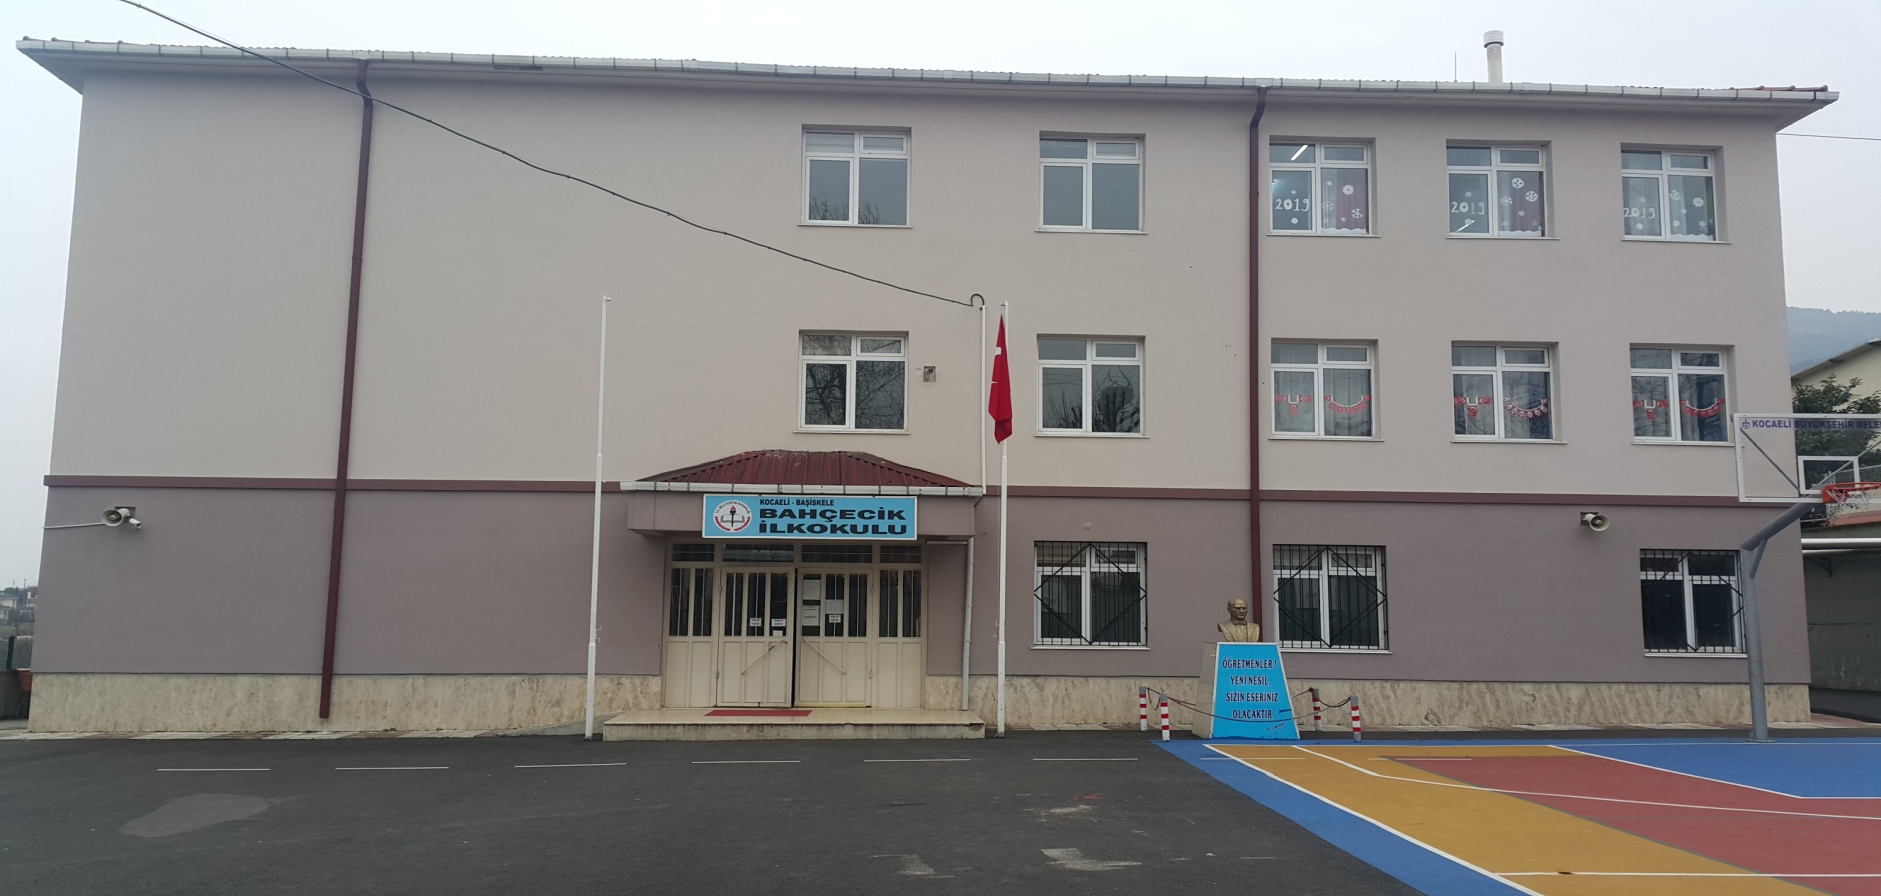 2019
2019
2019
KOCAELİ BÜYÜKŞEHİR BELE
KOCAELİ - BAŞİSKELE
BAHÇECİK
İLKOKULU
ÖĞRETMENLER !
YENİ NESİL
SİZİN ESERİNİZ
OLACAKTIR